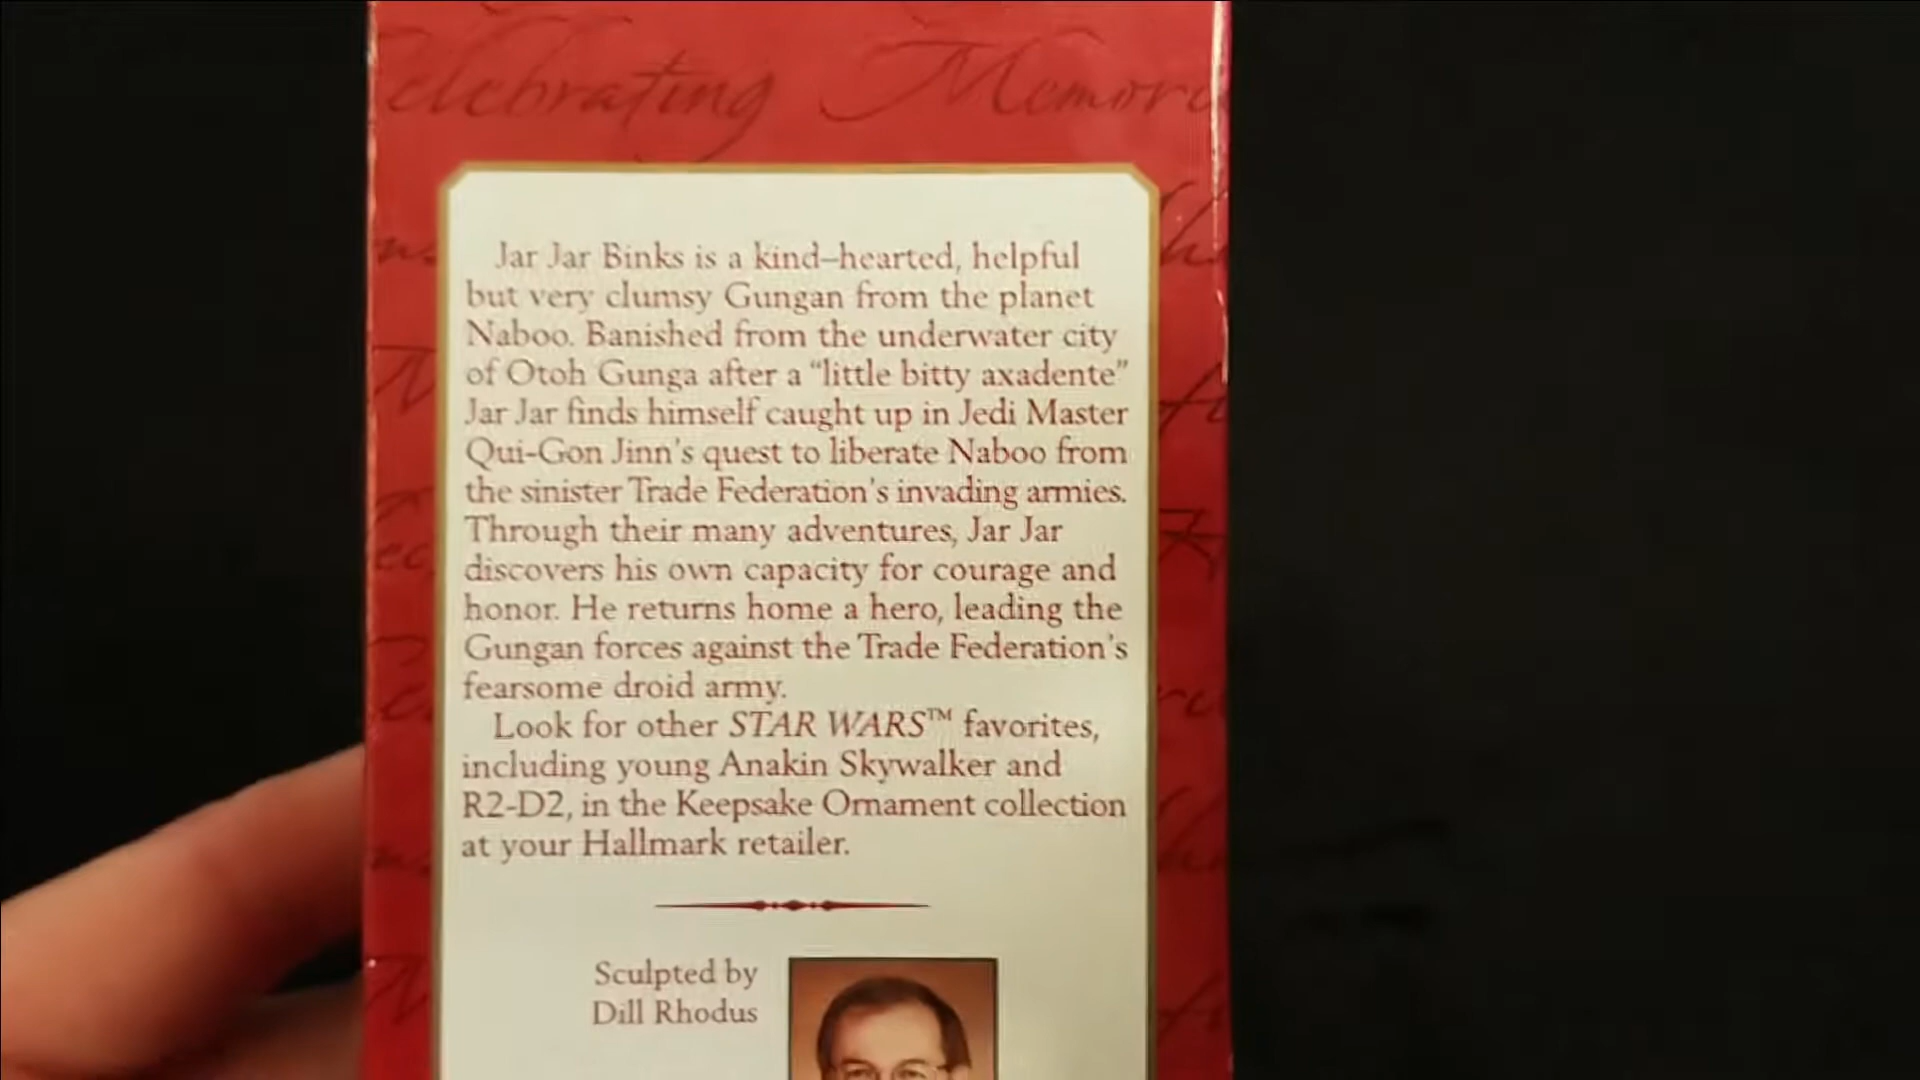 Celebrating Memor
Jar Jar Binks is a kind–hearted, helpful
but very clumsy Gungan from the planet
Naboo. Banished from the underwater city
of Otoh Gunga after a “little bitty axadente”
Jar Jar finds himself caught up in Jedi Master
Qui-Gon Jinn's quest to liberate Naboo from
the sinister Trade Federation's invading armies.
Through their many adventures, Jar Jar
discovers his own capacity for courage and
honor. He returns home a hero, leading the
Gungan forces against the Trade Federation's
fearsome droid army.
Look for other STAR WARS™ favorites,
including young Anakin Skywalker and
R2-D2, in the Keepsake Ornament collection
at your Hallmark retailer.
Sculpted by
Dill Rhodus